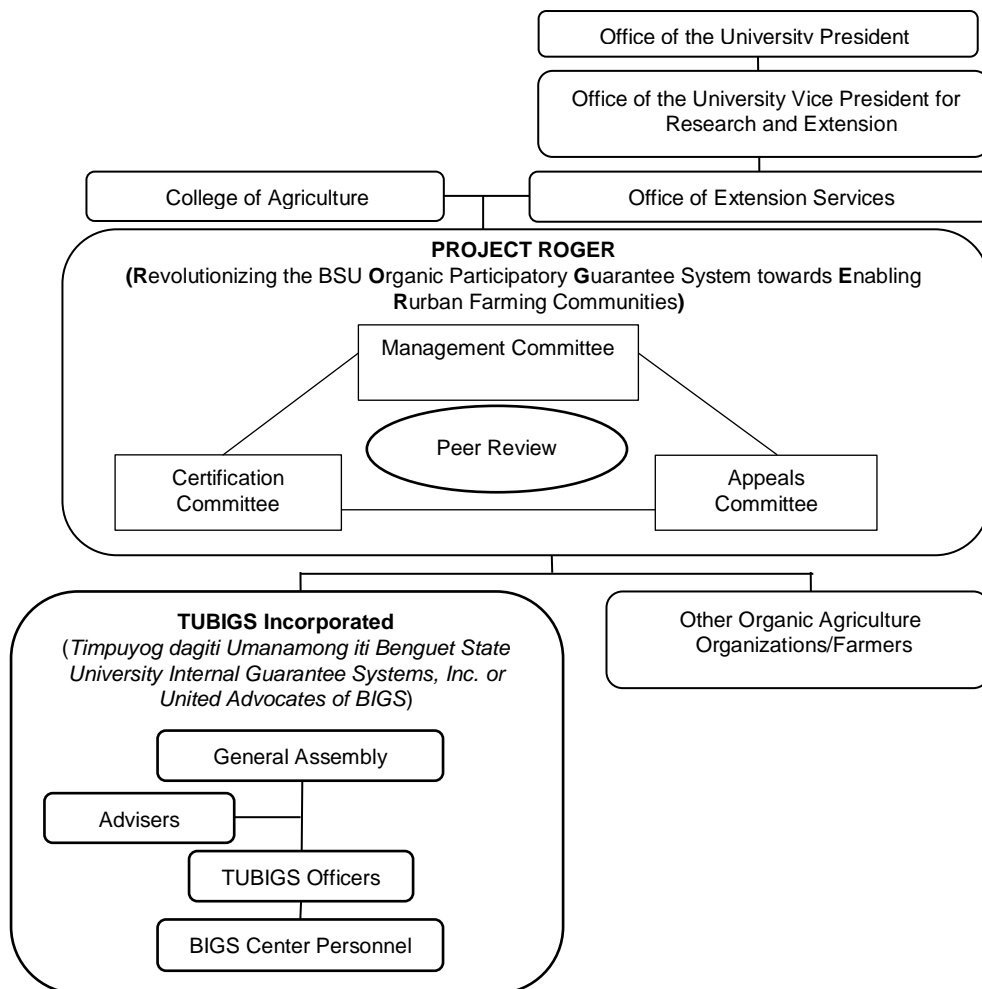 Office of the University President
Office of the University Vice President for
Research and Extension
College of Agriculture
Office of Extension Services
PROJECT ROGER
(Revolutionizing the BSU Organic Participatory Guarantee System towards Enabling
Rurban Farming Communities)
Management Committee
Peer Review
Certification
Committee
Appeals
Committee
TUBIGS Incorporated
(Timpuyog dagiti Umanamong iti Benguet State
University Internal Guarantee Systems, Inc. or
United Advocates of BIGS)
General Assembly
Advisers
TUBIGS Officers
BIGS Center Personnel
Other Organic Agriculture
Organizations/Farmers